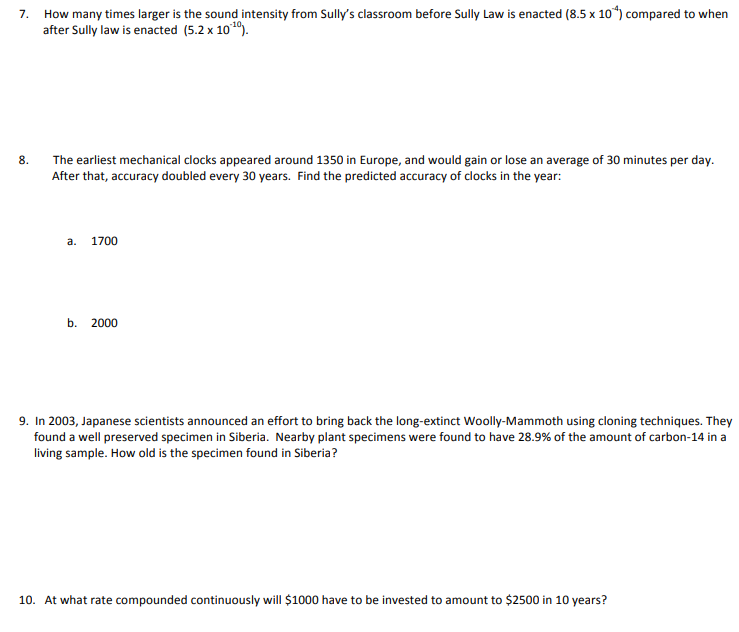 7. How many times larger is the sound intensity from Sully's classroom before Sully Law is enacted (8.5 x 10⁻⁴) compared to when
after Sully law is enacted (5.2 x 10⁻¹⁰).
8. The earliest mechanical clocks appeared around 1350 in Europe, and would gain or lose an average of 30 minutes per day.
After that, accuracy doubled every 30 years. Find the predicted accuracy of clocks in the year:
a. 1700
b. 2000
9. In 2003, Japanese scientists announced an effort to bring back the long-extinct Woolly-Mammoth using cloning techniques. They
found a well preserved specimen in Siberia. Nearby plant specimens were found to have 28.9% of the amount of carbon-14 in a
living sample. How old is the specimen found in Siberia?
10. At what rate compounded continuously will $1000 have to be invested to amount to $2500 in 10 years?